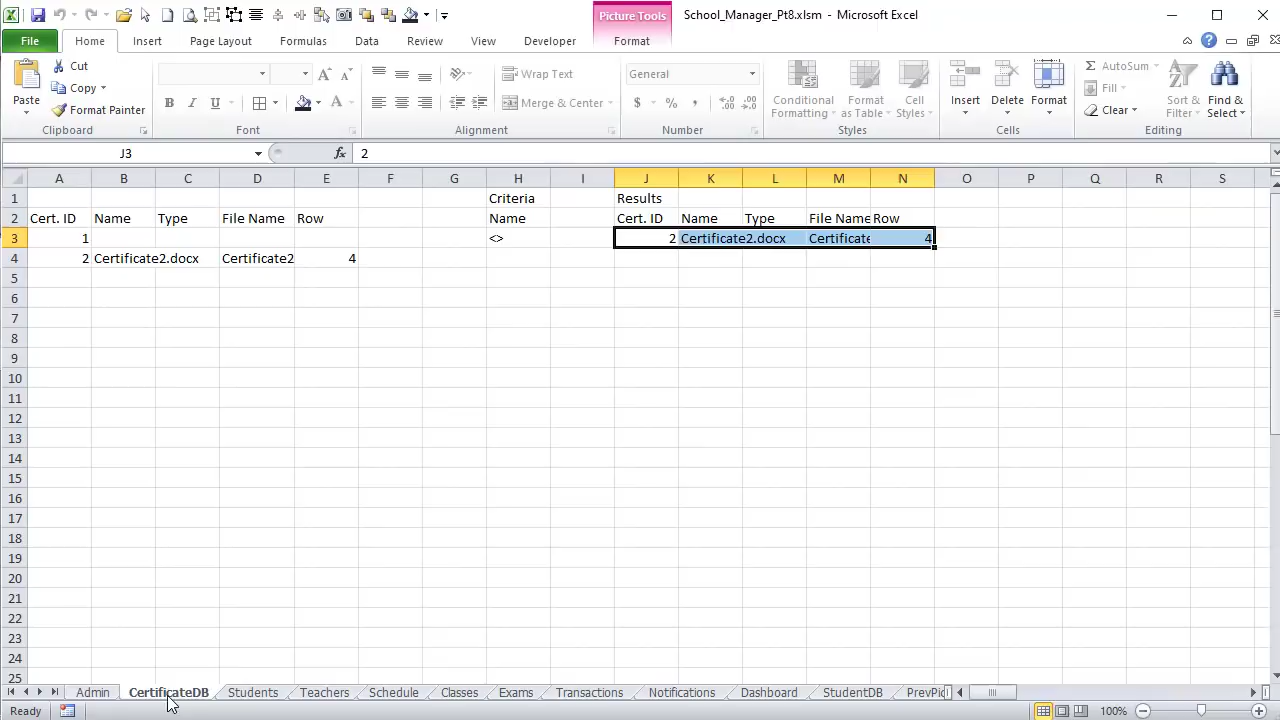 Picture Tools
School_Manager_Pt8.xlsm - Microsoft Excel
File Home Insert Page Layout Formulas Data Review View Developer Format
Paste
Cut
Copy
Format Painter
Clipboard
B I U
A A
Font
Wrap Text
Merge & Center
Alignment
General
$ % ,
Number
Conditional Formatting
Format as Table
Cell Styles
Styles
Insert
Delete
Format
Cells
AutoSum
Fill
Clear
Sort & Filter
Find & Select
Editing
J3 fx 2
A B C D E F G H I J K L M N O P Q R S
1 Criteria Results
2 Cert. ID Name Type File Name Row Name Cert. ID Name Type File Name Row
3 1 <> 2 Certificate2.docx Certificate 4
4 2 Certificate2.docx Certificate2 4
5
6
7
8
9
10
11
12
13
14
15
16
17
18
19
20
21
22
23
24
25
Admin CertificateDB Students Teachers Schedule Classes Exams Transactions Notifications Dashboard StudentDB PrevPic
Ready 100%